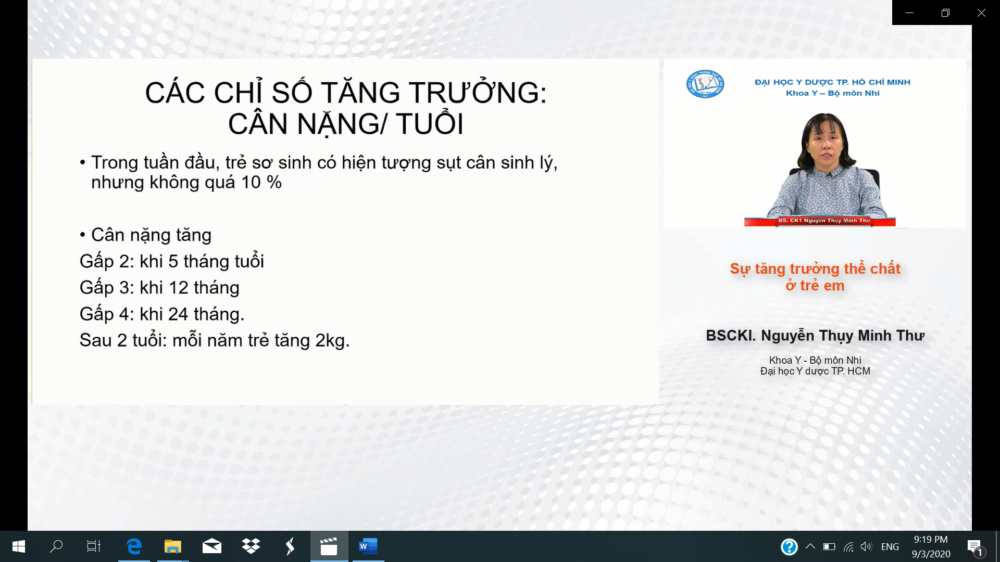 CÁC CHỈ SỐ TĂNG TRƯỞNG:
CÂN NẶNG/ TUỔI
• Trong tuần đầu, trẻ sơ sinh có hiện tượng sụt cân sinh lý,
nhưng không quá 10 %
• Cân nặng tăng
Gấp 2: khi 5 tháng tuổi
Gấp 3: khi 12 tháng
Gấp 4: khi 24 tháng.
Sau 2 tuổi: mỗi năm trẻ tăng 2kg.
ĐẠI HỌC Y DƯỢC TP. HỒ CHÍ MINH
Khoa Y – Bộ môn Nhi
BS. CK1 Nguyễn Thụy Minh Thư
Sự tăng trưởng thể chất
ở trẻ em
BSCKI. Nguyễn Thụy Minh Thư
Khoa Y - Bộ môn Nhi
Đại học Y dược TP. HCM
ENG
9:19 PM
9/3/2020
1